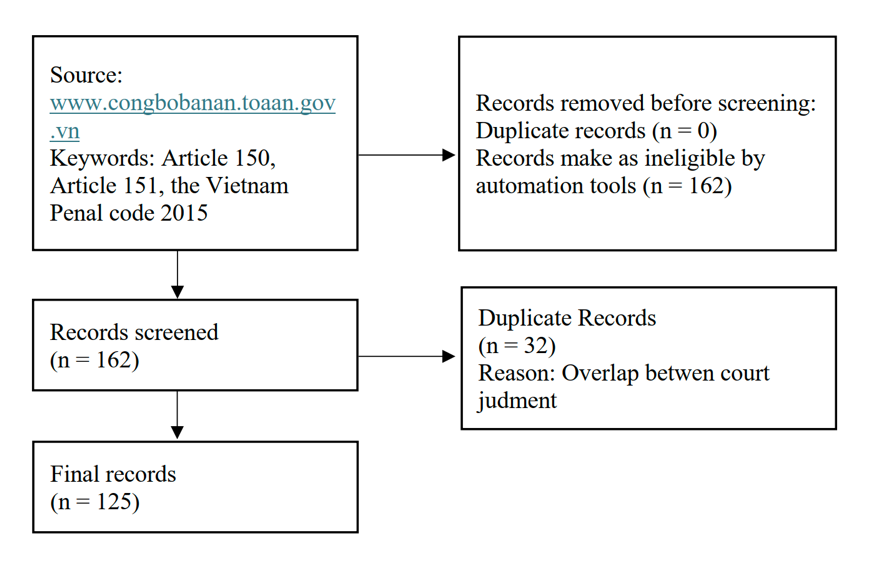 Source:
www.congbobanan.toaan.gov
.vn
Keywords: Article 150,
Article 151, the Vietnam
Penal code 2015
Records removed before screening:
Duplicate records (n = 0)
Records make as ineligible by
automation tools (n = 162)
Records screened
(n = 162)
Duplicate Records
(n = 32)
Reason: Overlap betwen court
judgment
Final records
(n = 125)